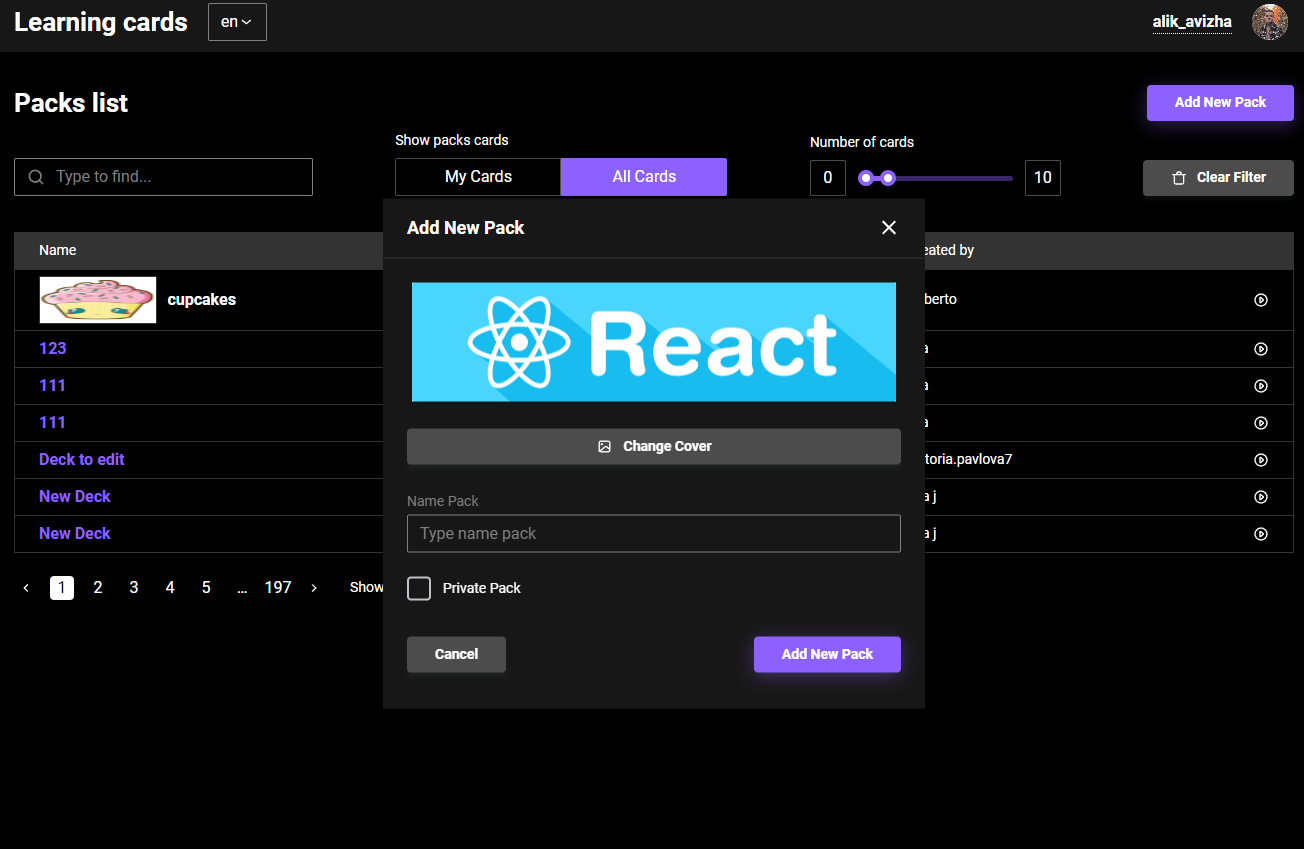 Learning cards
en
alik_avizha
Packs list
Add New Pack
Show packs cards
Number of cards
Type to find...
My Cards
All Cards
0
10
Clear Filter
Add New Pack
Name
eated by
cupcakes
berto
React
123
a
111
a
Change Cover
111
a
Deck to edit
toria.pavlova7
New Deck
a j
Name Pack
Type name pack
New Deck
a j
1 2 3 4 5 ... 197
Show
Private Pack
Cancel
Add New Pack